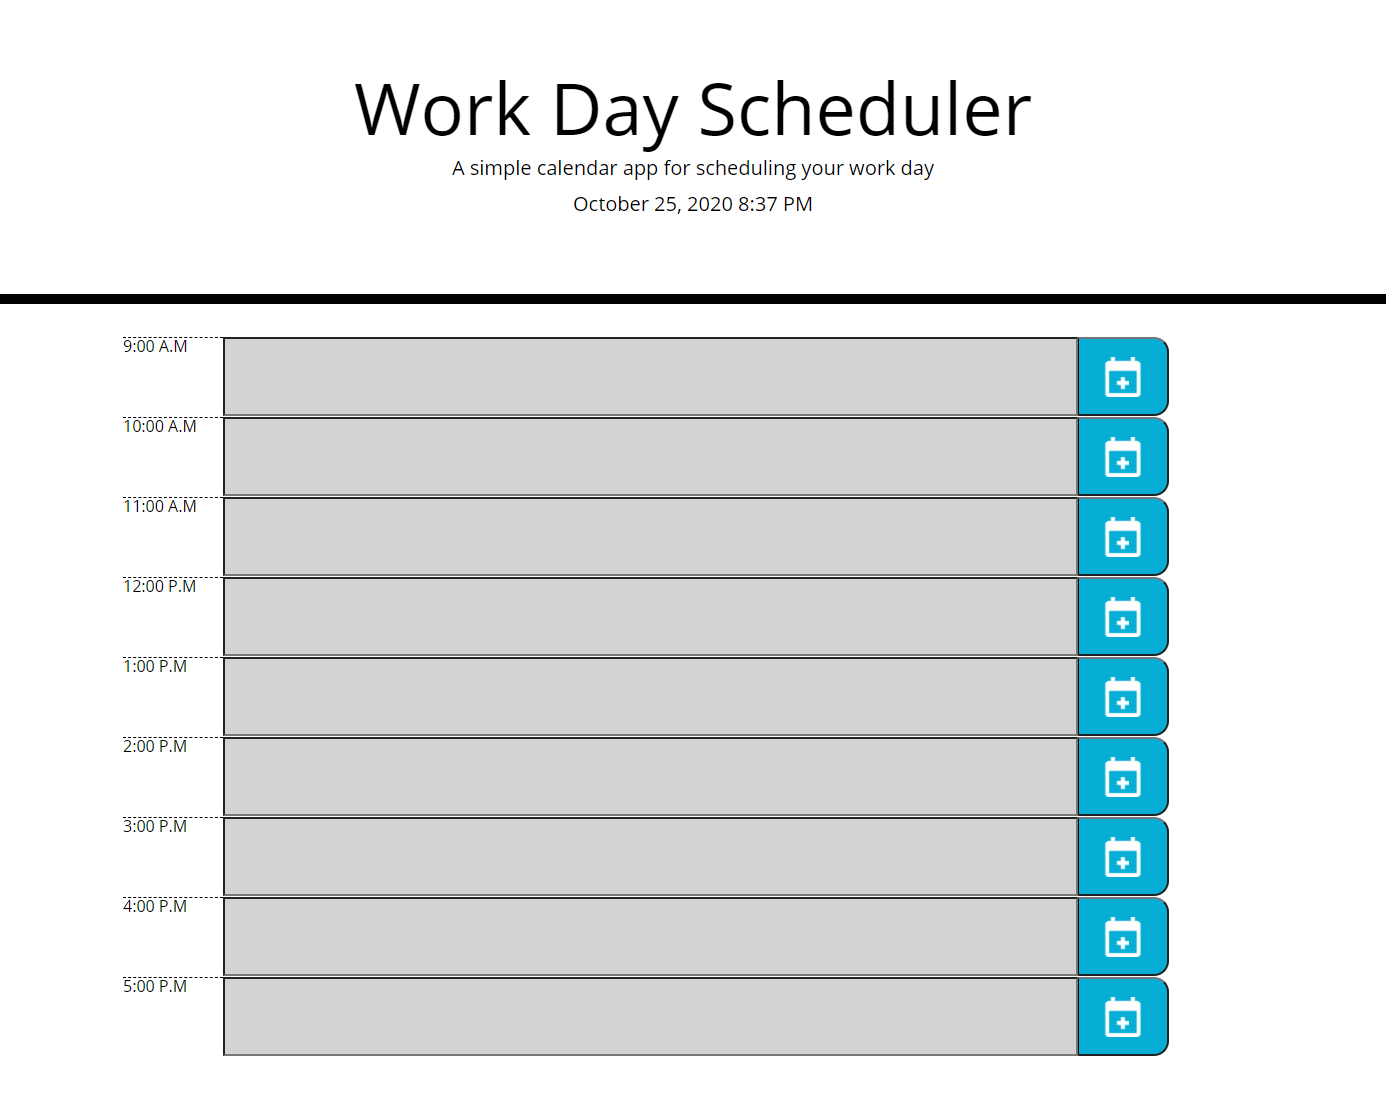 Work Day Scheduler
A simple calendar app for scheduling your work day
October 25, 2020 8:37 PM
9:00 A.M
10:00 A.M
11:00 A.M
12:00 P.M
1:00 P.M
2:00 P.M
3:00 P.M
4:00 P.M
5:00 P.M